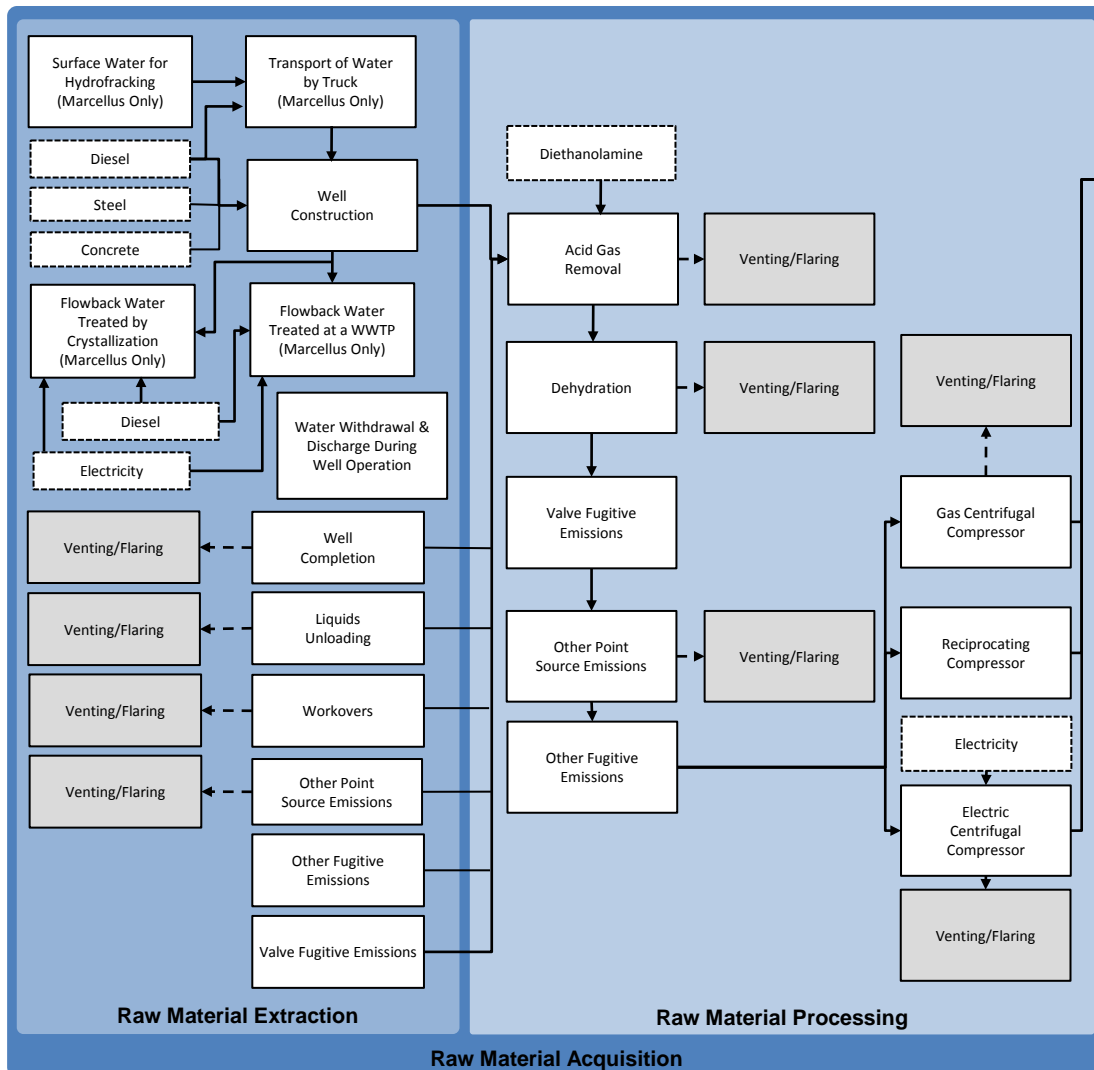 Surface Water for
Hydrofracking
(Marcellus Only)
Transport of Water
by Truck
(Marcellus Only)
Diesel
Steel
Concrete
Well
Construction
Flowback Water
Treated by
Crystallization
(Marcellus Only)
Flowback Water
Treated at a WWTP
(Marcellus Only)
Diesel
Electricity
Water Withdrawal &
Discharge During
Well Operation
Venting/Flaring
Well
Completion
Venting/Flaring
Liquids
Unloading
Venting/Flaring
Workovers
Venting/Flaring
Other Point
Source Emissions
Other Fugitive
Emissions
Valve Fugitive Emissions
Raw Material Extraction
Diethanolamine
Acid Gas
Removal
Venting/Flaring
Dehydration
Venting/Flaring
Valve Fugitive
Emissions
Other Point
Source Emissions
Venting/Flaring
Other Fugitive
Emissions
Venting/Flaring
Gas Centrifugal
Compressor
Reciprocating
Compressor
Electricity
Electric
Centrifugal
Compressor
Venting/Flaring
Raw Material Processing
Raw Material Acquisition